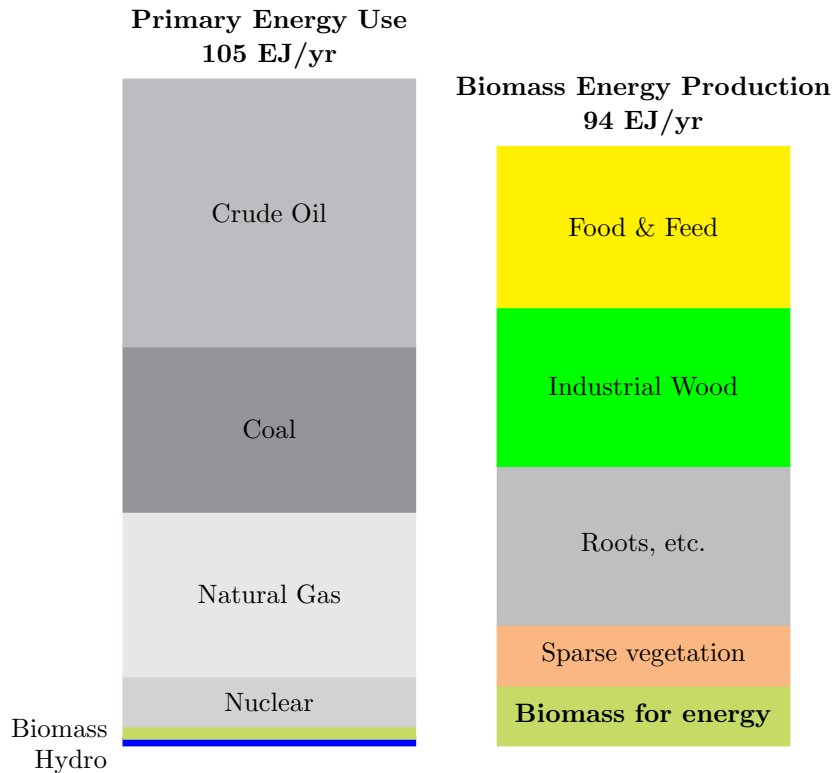 Primary Energy Use
105 EJ/yr
Crude Oil
Coal
Natural Gas
Nuclear
Biomass
Hydro
Biomass Energy Production
94 EJ/yr
Food & Feed
Industrial Wood
Roots, etc.
Sparse vegetation
Biomass for energy